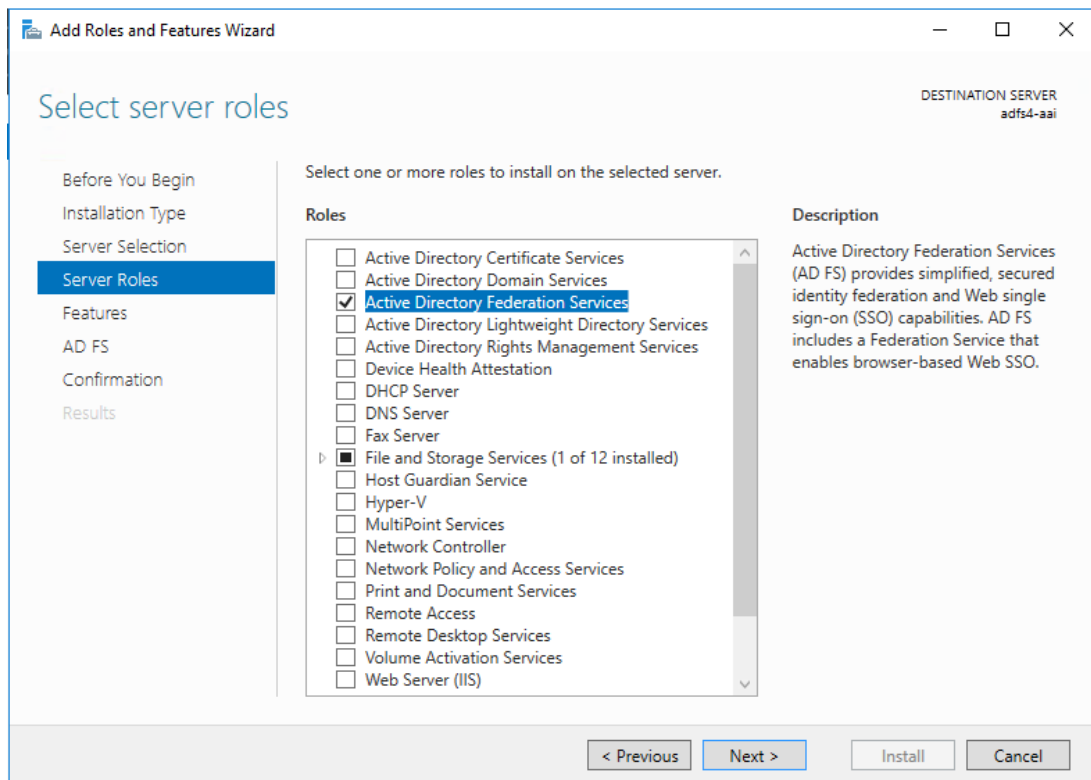 Add Roles and Features Wizard
Select server roles
DESTINATION SERVER
adfs4-aai
Before You Begin
Installation Type
Server Selection
Server Roles
Features
AD FS
Confirmation
Results
Select one or more roles to install on the selected server.
Roles
Active Directory Certificate Services
Active Directory Domain Services
Active Directory Federation Services
Active Directory Lightweight Directory Services
Active Directory Rights Management Services
Device Health Attestation
DHCP Server
DNS Server
Fax Server
File and Storage Services (1 of 12 installed)
Host Guardian Service
Hyper-V
MultiPoint Services
Network Controller
Network Policy and Access Services
Print and Document Services
Remote Access
Remote Desktop Services
Volume Activation Services
Web Server (IIS)
Description
Active Directory Federation Services
(AD FS) provides simplified, secured
identity federation and Web single
sign-on (SSO) capabilities. AD FS
includes a Federation Service that
enables browser-based Web SSO.
< Previous
Next >
Install
Cancel